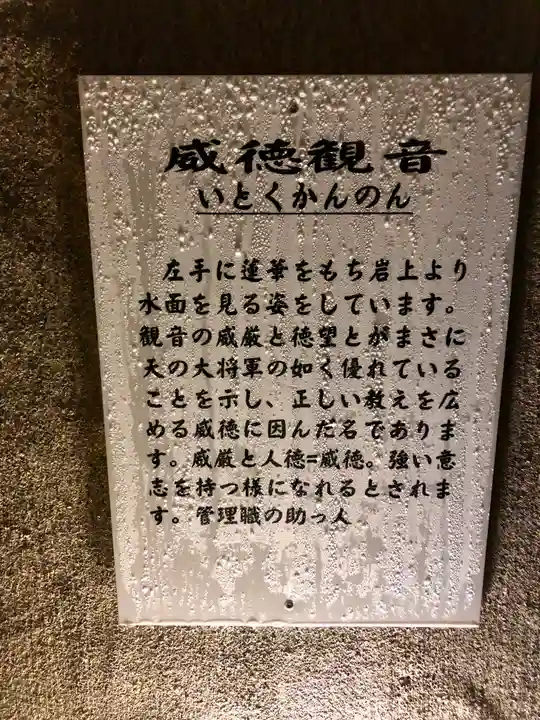 威徳観音
いとくかんのん
左手に蓮華をもち岩上より
水面を見る姿をしています。
観音の威厳と徳望とがまさに
天の大将軍の如く優れている
ことを示し、正しい教えを広
める威徳に因んだ名でありま
す。威厳と人徳=威徳。強い意
志を持つ様になれるとされま
す。管理職の助っ人